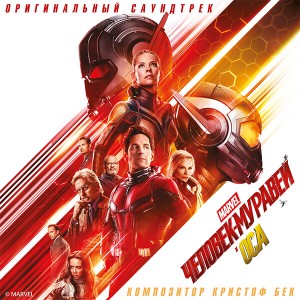 ОРИГИНАЛЬНЫЙ САУНДТРЕК
MARVEL
ЧЕЛОВЕК-МУРАВЕЙ
И ОСА
КОМПОЗИТОР КРИСТОФ БЕК
© MARVEL